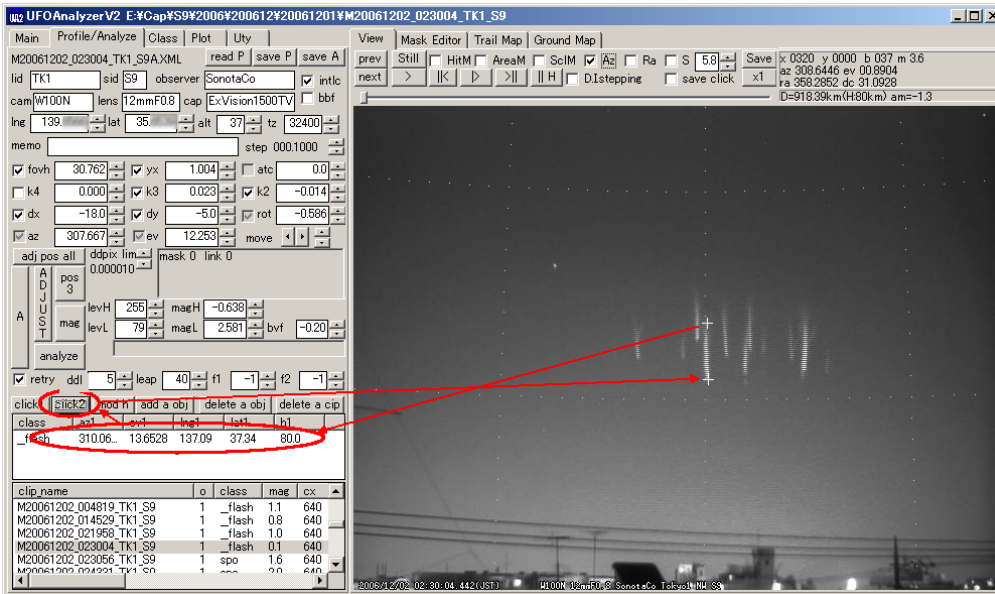 UFOAnalyzerV2 E:¥Cap¥S9¥2006¥200612¥20061201¥M20061202_023004_TK1_S9
Main Profile/Analyze Class Plot Uty
M20061202_023004_TK1_S9A.XML read P save P save A
lid TK1 sid S9 observer SonotaCo intlc
cam W100N lens 12mmF0.8 cap ExVision1500TV bbf
lng 139. lat 35. alt 37 tz 32400
memo step 000.1000
fovh 30.762 yx 1.004 atc 0.0
k4 0.000 k3 0.023 k2 -0.014
dx -18.0 dy -5.0 rot -0.586
az 307.667 ev 12.253 move
adj pos all ddpix lim. mask 0 link 0
0.000010
A ADJUST pos 3
mag
levH 255 magH -0.638
levL 79 magL 2.581 bvf -0.20
analyze
retry ddl 5 leap 40 f1 -1 f2 -1
click click2 mod h add a obj delete a obj delete a cip
class az1 ev1 lng1 lat1 h1
_flash 310.06... 13.6528 137.09 37.34 80.0
clip_name o class mag cx
M20061202_004819_TK1_S9 1 _flash 1.1 640
M20061202_014529_TK1_S9 1 _flash 0.8 640
M20061202_021958_TK1_S9 1 _flash 1.0 640
M20061202_023004_TK1_S9 1 _flash 0.1 640
M20061202_023056_TK1_S9 1 spo 1.6 640
M20061202_024331_TK1_S9 1 spo 2.0 640
View Mask Editor Trail Map Ground Map
prev Still HitM AreaM SclM Az Ra S 5.8 Save
next > |K ▷ >|| || H D.Istepping save click x1
x 0320 y 0000 b 037 m 3.6
az 308.6446 ev 00.8904
ra 358.2852 dc 31.0928
D=918.39km(H:80km) am=-1.3
2006/12/02 02:30:04.442(JST) W100N 12mmF0.8 SonotaCo Tokyo1 NW S9